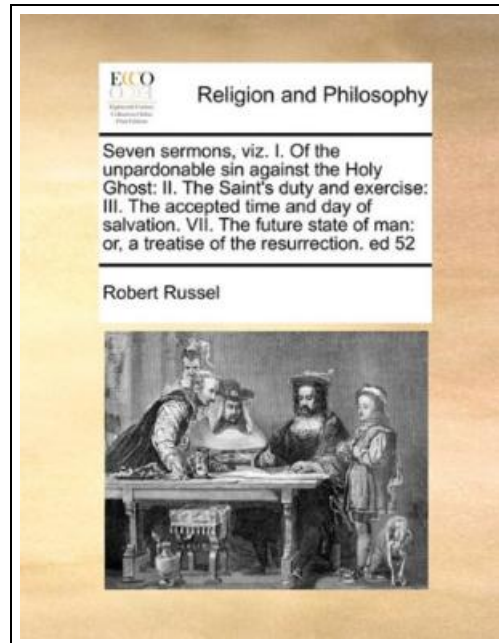 ECCO
Religion and Philosophy
Seven sermons, viz. I. Of the
unpardonable sin against the Holy
Ghost: II. The Saint's duty and exercise:
III. The accepted time and day of
salvation. VII. The future state of man:
or, a treatise of the resurrection. ed 52
Robert Russel